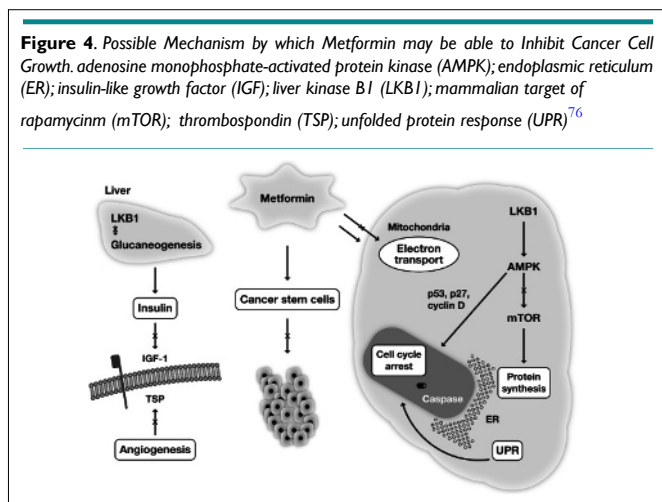 Figure 4. Possible Mechanism by which Metformin may be able to Inhibit Cancer Cell
Growth. adenosine monophosphate-activated protein kinase (AMPK); endoplasmic reticulum
(ER); insulin-like growth factor (IGF); liver kinase B1 (LKB1); mammalian target of
rapamycinm (mTOR); thrombospondin (TSP); unfolded protein response (UPR)76
Liver
LKB1
Glucaneogenesis
Insulin
IGF-1
TSP
Angiogenesis
Metformin
Cancer stem cells
Mitochondria
Electron
transport
LKB1
AMPK
p53, p27,
cyclin D
mTOR
Cell cycle
arrest
Caspase
Protein
synthesis
ER
UPR